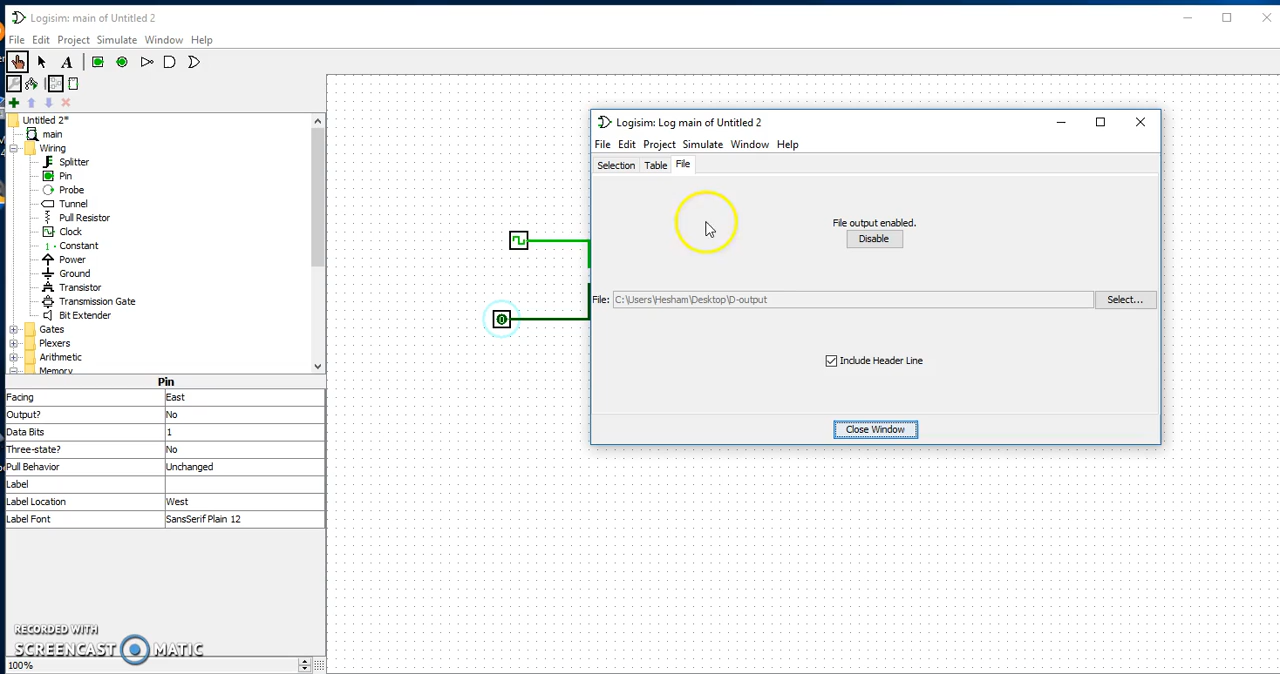 Logisim: main of Untitled 2
File Edit Project Simulate Window Help
A
Untitled 2*
main
Wiring
Splitter
Pin
Probe
Tunnel
Pull Resistor
Clock
1 Constant
Power
Ground
Transistor
Transmission Gate
Bit Extender
Gates
Plexers
Arithmetic
Memory
Pin
Facing East
Output? No
Data Bits 1
Three-state? No
Pull Behavior Unchanged
Label
Label Location West
Label Font SansSerif Plain 12
RECORDED WITH
SCREENCAST MATIC
100%
0
Logisim: Log main of Untitled 2
File Edit Project Simulate Window Help
Selection Table File
File output enabled.
Disable
File: C:\Users\Hesham\Desktop\D-output Select...
Include Header Line
Close Window